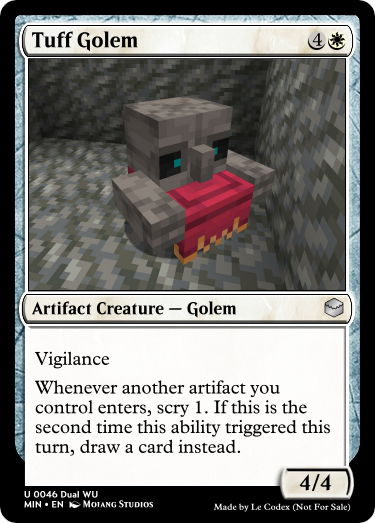 Tuff Golem 4
Artifact Creature — Golem
Vigilance
Whenever another artifact you
control enters, scry 1. If this is the
second time this ability triggered this
turn, draw a card instead.
4/4
U 0046 Dual WU
MIN • EN Mojang Studios
Made by Le Codex (Not For Sale)